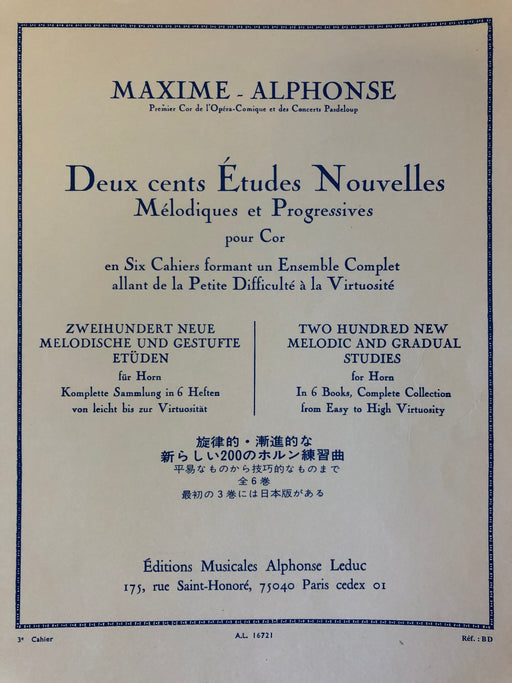 MAXIME - ALPHONSE
Premier Cor de l'Opéra-Comique et des Concerts Pasdeloup
Deux cents Études Nouvelles
Mélodiques et Progressives
pour Cor
en Six Cahiers formant un Ensemble Complet
allant de la Petite Difficulté à la Virtuosité
ZWEIHUNDERT NEUE
MELODISCHE UND GESTUFTE
ETÜDEN
für Horn
Komplette Sammlung in 6 Heften
von leicht bis zur Virtuosität
TWO HUNDRED NEW
MELODIC AND GRADUAL
STUDIES
for Horn
In 6 Books, Complete Collection
from Easy to High Virtuosity
旋律的・漸進的な
新らしい200のホルン練習曲
平易なものから技巧的なものまで
全6巻
最初の3巻には日本版がある
Éditions Musicales Alphonse Leduc
175, rue Saint-Honoré, 75040 Paris cedex 01
3e Cahier
A.L. 16721
Réf. : BD